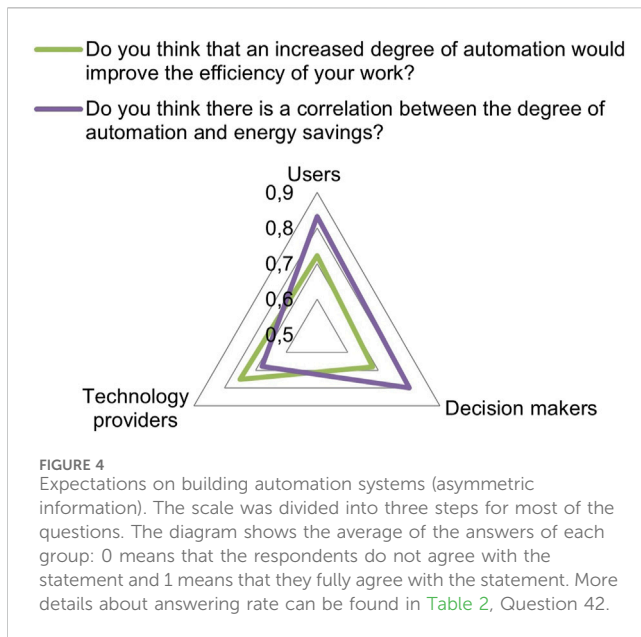 Do you think that an increased degree of automation would
improve the efficiency of your work?
Do you think there is a correlation between the degree of
automation and energy savings?
Users
0,9
0,8
0,7
0,6
0,5
Technology
providers
Decision makers
FIGURE 4
Expectations on building automation systems (asymmetric
information). The scale was divided into three steps for most of the
questions. The diagram shows the average of the answers of each
group: 0 means that the respondents do not agree with the
statement and 1 means that they fully agree with the statement. More
details about answering rate can be found in Table 2, Question 42.